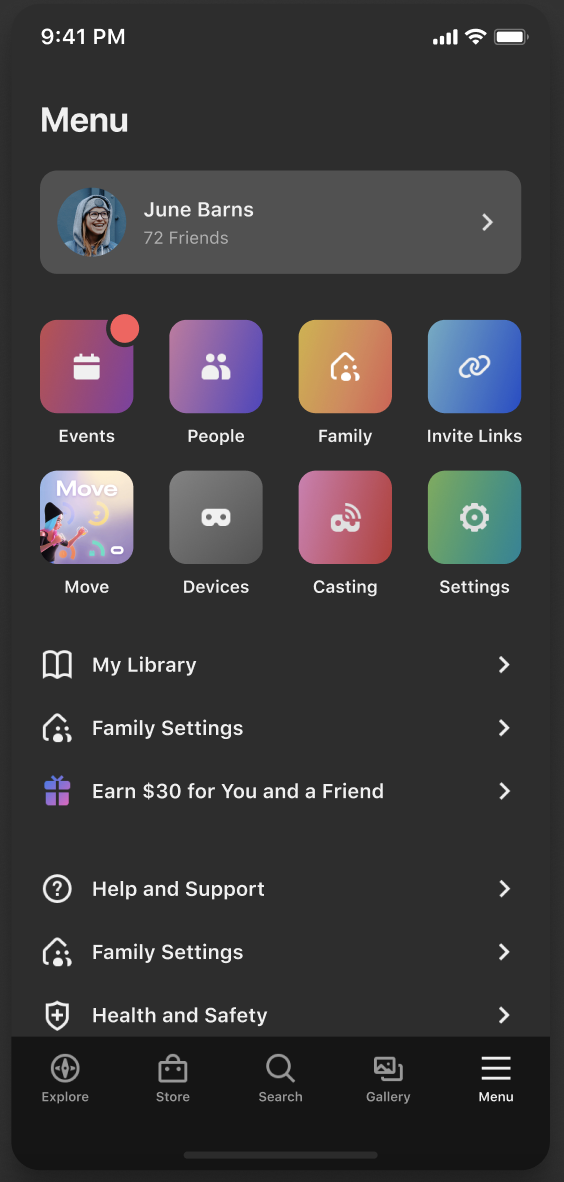 9:41 PM
Menu
June Barns
72 Friends
Events
People
Family
Invite Links
Move
Move
Devices
Casting
Settings
My Library
Family Settings
Earn $30 for You and a Friend
Help and Support
Family Settings
Health and Safety
Explore
Store
Search
Gallery
Menu